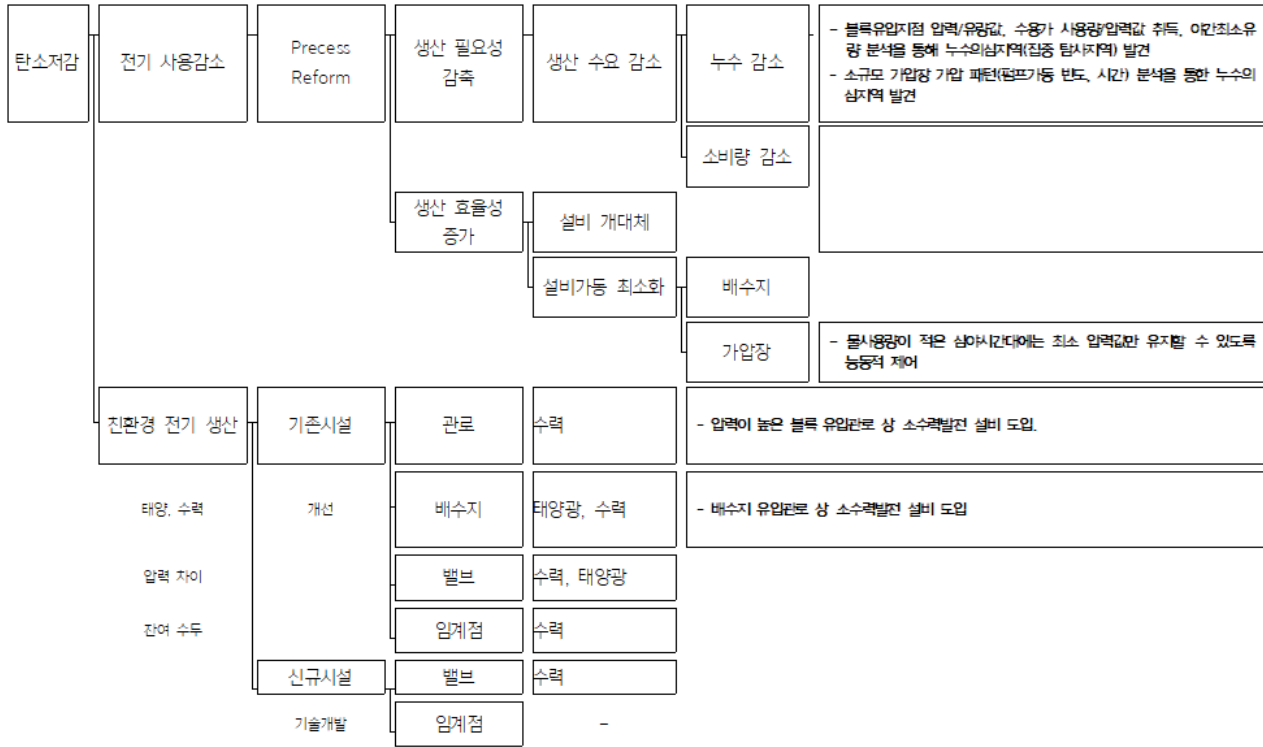 탄소저감
전기 사용감소
Precess
Reform
생산 필요성
감축
생산 수요 감소
누수 감소
- 블록유입지점 압력/유량값, 수용가 사용량/압력값 취득, 야간최소유
량 분석을 통해 누수의심지역(집중 탐사지역) 발견
- 소규모 가압장 가압 패턴(펌프가동 빈도, 시간) 분석을 통한 누수의
심지역 발견
소비량 감소
생산 효율성
증가
설비 개대체
설비가동 최소화
배수지
가압장
- 물사용량이 적은 심야시간대에는 최소 압력값만 유지할 수 있도록
능동적 제어
친환경 전기 생산
기존시설
관로
수력
- 압력이 높은 블록 유입관로 상 소수력발전 설비 도입.
태양, 수력
개선
배수지
태양광, 수력
- 배수지 유입관로 상 소수력발전 설비 도입
압력 차이
밸브
수력, 태양광
잔여 수두
임계점
수력
신규시설
밸브
수력
기술개발
임계점
-